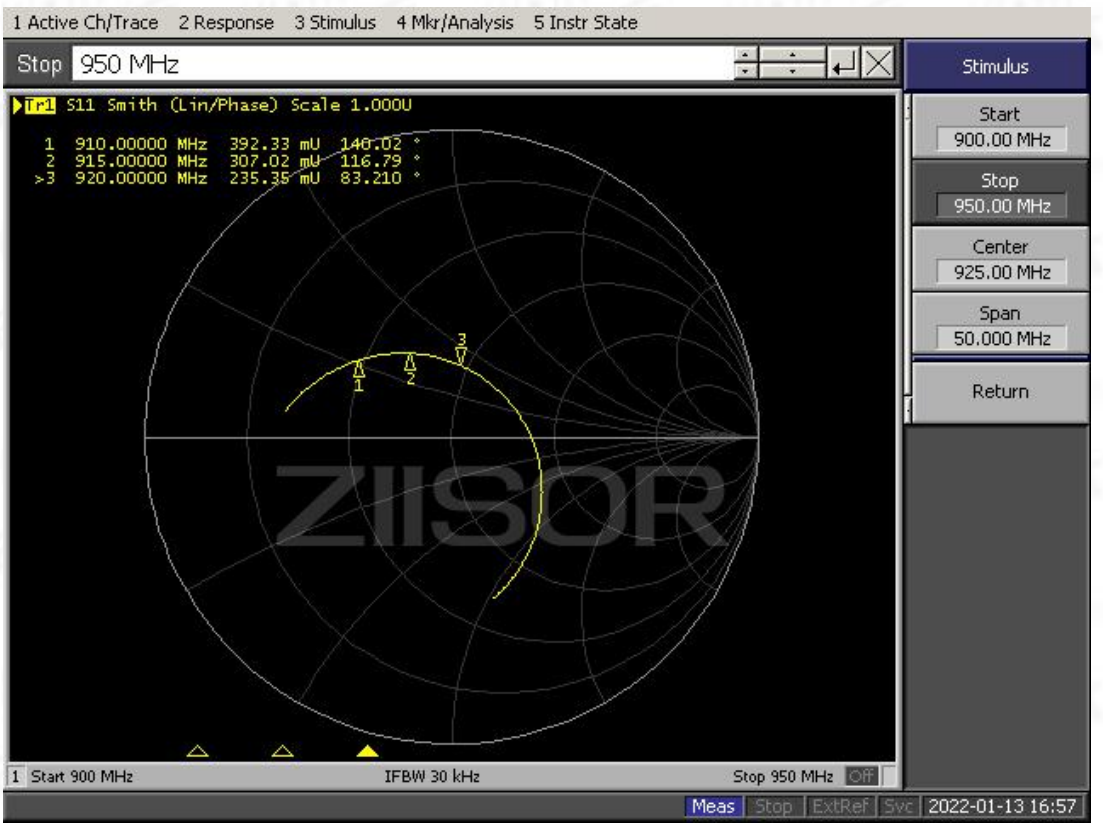 1 Active Ch/Trace 2 Response 3 Stimulus 4 Mkr/Analysis 5 Instr State
Stop 950 MHz
Tr1 S11 Smith (Lin/Phase) Scale 1.000U
1 910.00000 MHz 392.33 mU 140.02 °
2 915.00000 MHz 307.02 mU 116.79 °
>3 920.00000 MHz 235.35 mU 83.210 °
1
2
3
ZIISOR
1 Start 900 MHz IFBW 30 kHz Stop 950 MHz Off
Stimulus
Start
900.00 MHz
Stop
950.00 MHz
Center
925.00 MHz
Span
50.000 MHz
Return
Meas Stop ExtRef Svc 2022-01-13 16:57